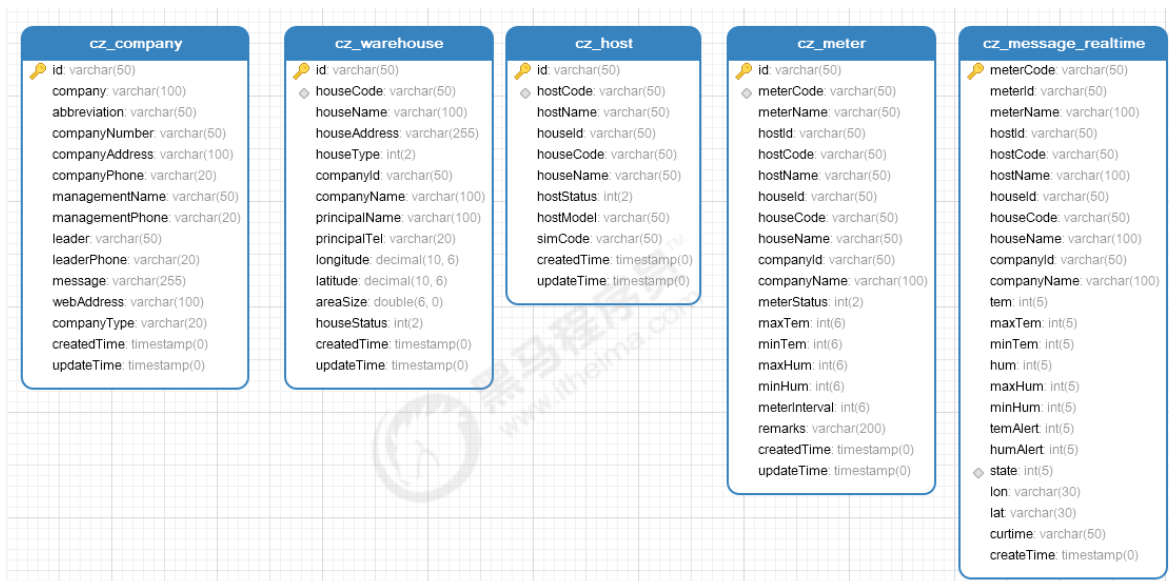 cz_company
id: varchar(50)
company: varchar(100)
abbreviation: varchar(50)
companyNumber: varchar(50)
companyAddress: varchar(100)
companyPhone: varchar(20)
managementName: varchar(50)
managementPhone: varchar(20)
leader: varchar(50)
leaderPhone: varchar(20)
message: varchar(255)
webAddress: varchar(100)
companyType: varchar(20)
createdTime: timestamp(0)
updateTime: timestamp(0)
cz_warehouse
id: varchar(50)
houseCode: varchar(50)
houseName: varchar(100)
houseAddress: varchar(255)
houseType: int(2)
companyId: varchar(50)
companyName: varchar(100)
principalName: varchar(100)
principalTel: varchar(20)
longitude: decimal(10, 6)
latitude: decimal(10, 6)
areaSize: double(6, 0)
houseStatus: int(2)
createdTime: timestamp(0)
updateTime: timestamp(0)
cz_host
id: varchar(50)
hostCode: varchar(50)
hostName: varchar(50)
houseId: varchar(50)
houseCode: varchar(50)
houseName: varchar(50)
hostStatus: int(2)
hostModel: varchar(50)
simCode: varchar(50)
createdTime: timestamp(0)
updateTime: timestamp(0)
cz_meter
id: varchar(50)
meterCode: varchar(50)
meterName: varchar(50)
hostId: varchar(50)
hostCode: varchar(50)
hostName: varchar(50)
houseId: varchar(50)
houseCode: varchar(50)
houseName: varchar(50)
companyId: varchar(50)
companyName: varchar(100)
meterStatus: int(2)
maxTem: int(6)
minTem: int(6)
maxHum: int(6)
minHum: int(6)
meterInterval: int(6)
remarks: varchar(200)
createdTime: timestamp(0)
updateTime: timestamp(0)
cz_message_realtime
meterCode: varchar(50)
meterId: varchar(50)
meterName: varchar(100)
hostId: varchar(50)
hostCode: varchar(50)
hostName: varchar(100)
houseId: varchar(50)
houseCode: varchar(50)
houseName: varchar(100)
companyId: varchar(50)
companyName: varchar(100)
tem: int(5)
maxTem: int(5)
minTem: int(5)
hum: int(5)
maxHum: int(5)
minHum: int(5)
temAlert: int(5)
humAlert: int(5)
state: int(5)
lon: varchar(30)
lat: varchar(30)
curtime: varchar(50)
createTime: timestamp(0)
黑马程序员™
www.itheima.com